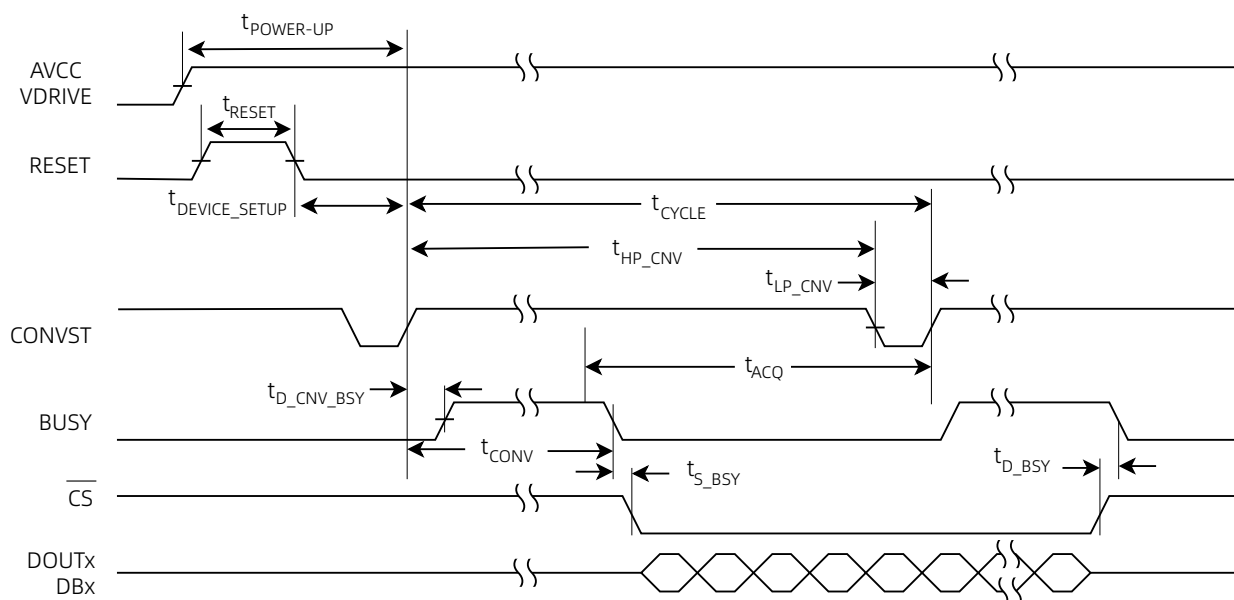 tPOWER-UP
AVCC
VDRIVE
tRESET
RESET
tDEVICE_SETUP
tCYCLE
tHP_CNV
tLP_CNV
CONVST
tACQ
tD_CNV_BSY
BUSY
tCONV
tS_BSY
tD_BSY
CS
DOUTx
DBx